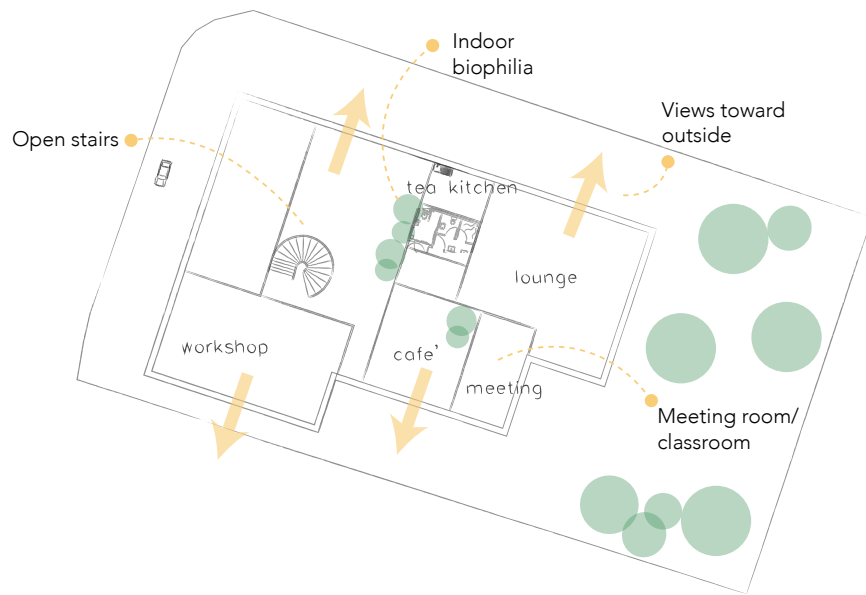 Indoor
biophilia
Open stairs
Views toward
outside
tea kitchen
lounge
workshop
cafe'
meeting
Meeting room/
classroom